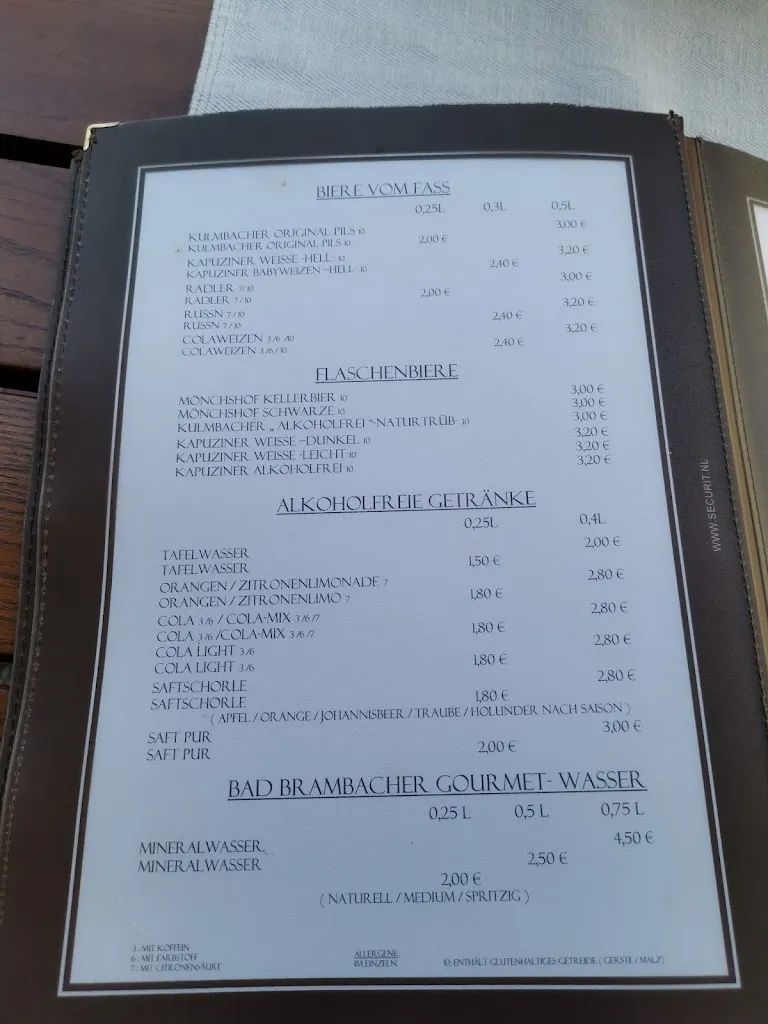 BIERE VOM FASS
0,25L 0,3L 0,5L
KULMBACHER ORIGINAL PILS 10 3,00 €
KULMBACHER ORIGINAL PILS 10 2,00 €
KAPUZINER WEISSE -HELL- 10 3,20 €
KAPUZINER BABYWEIZEN -HELL- 10 2,40 €
RADLER 7/10 3,00 €
RADLER 7/10 2,00 €
RUSSN 7/10 3,20 €
RUSSN 7/10 2,40 €
COLAWEIZEN 3/6 /10 3,20 €
COLAWEIZEN 3/6/10 2,40 €
FLASCHENBIERE
MÖNCHSHOF KELLERBIER 10 3,00 €
MÖNCHSHOF SCHWARZE 10 3,00 €
KULMBACHER „ ALKOHOLFREI “-NATURTRÜB- 10 3,00 €
KAPUZINER WEISSE -DUNKEL 10 3,20 €
KAPUZINER WEISSE -LEICHT-10 3,20 €
KAPUZINER ALKOHOLFREI 10 3,20 €
ALKOHOLFREIE GETRÄNKE
0,25L 0,4L
TAFELWASSER 2,00 €
TAFELWASSER 1,50 €
ORANGEN / ZITRONENLIMONADE 7 2,80 €
ORANGEN / ZITRONENLIMO 7 1,80 €
COLA 3/6 / COLA-MIX 3/6/7 2,80 €
COLA 3/6 /COLA-MIX 3/6/7 1,80 €
COLA LIGHT 3/6 2,80 €
COLA LIGHT 3/6 1,80 €
SAFTSCHORLE 2,80 €
SAFTSCHORLE 1,80 €
( APFEL / ORANGE / JOHANNISBEER / TRAUBE / HOLUNDER NACH SAISON )
SAFT PUR 3,00 €
SAFT PUR 2,00 €
BAD BRAMBACHER GOURMET- WASSER
0,25 L 0,5 L 0,75 L
MINERALWASSER 4,50 €
MINERALWASSER 2,50 €
2,00 €
( NATURELL / MEDIUM / SPRITZIG )
3 : MIT KOFFEIN
6 : MIT FARBSTOFF
7 : MIT CITRONENSÄURE
ALLERGENE
IM EINZELN
10: ENTHÄLT GLUTENHALTIGES GETREIDE ( GERSTE / MALZ )
WWW.SECURIT.NL